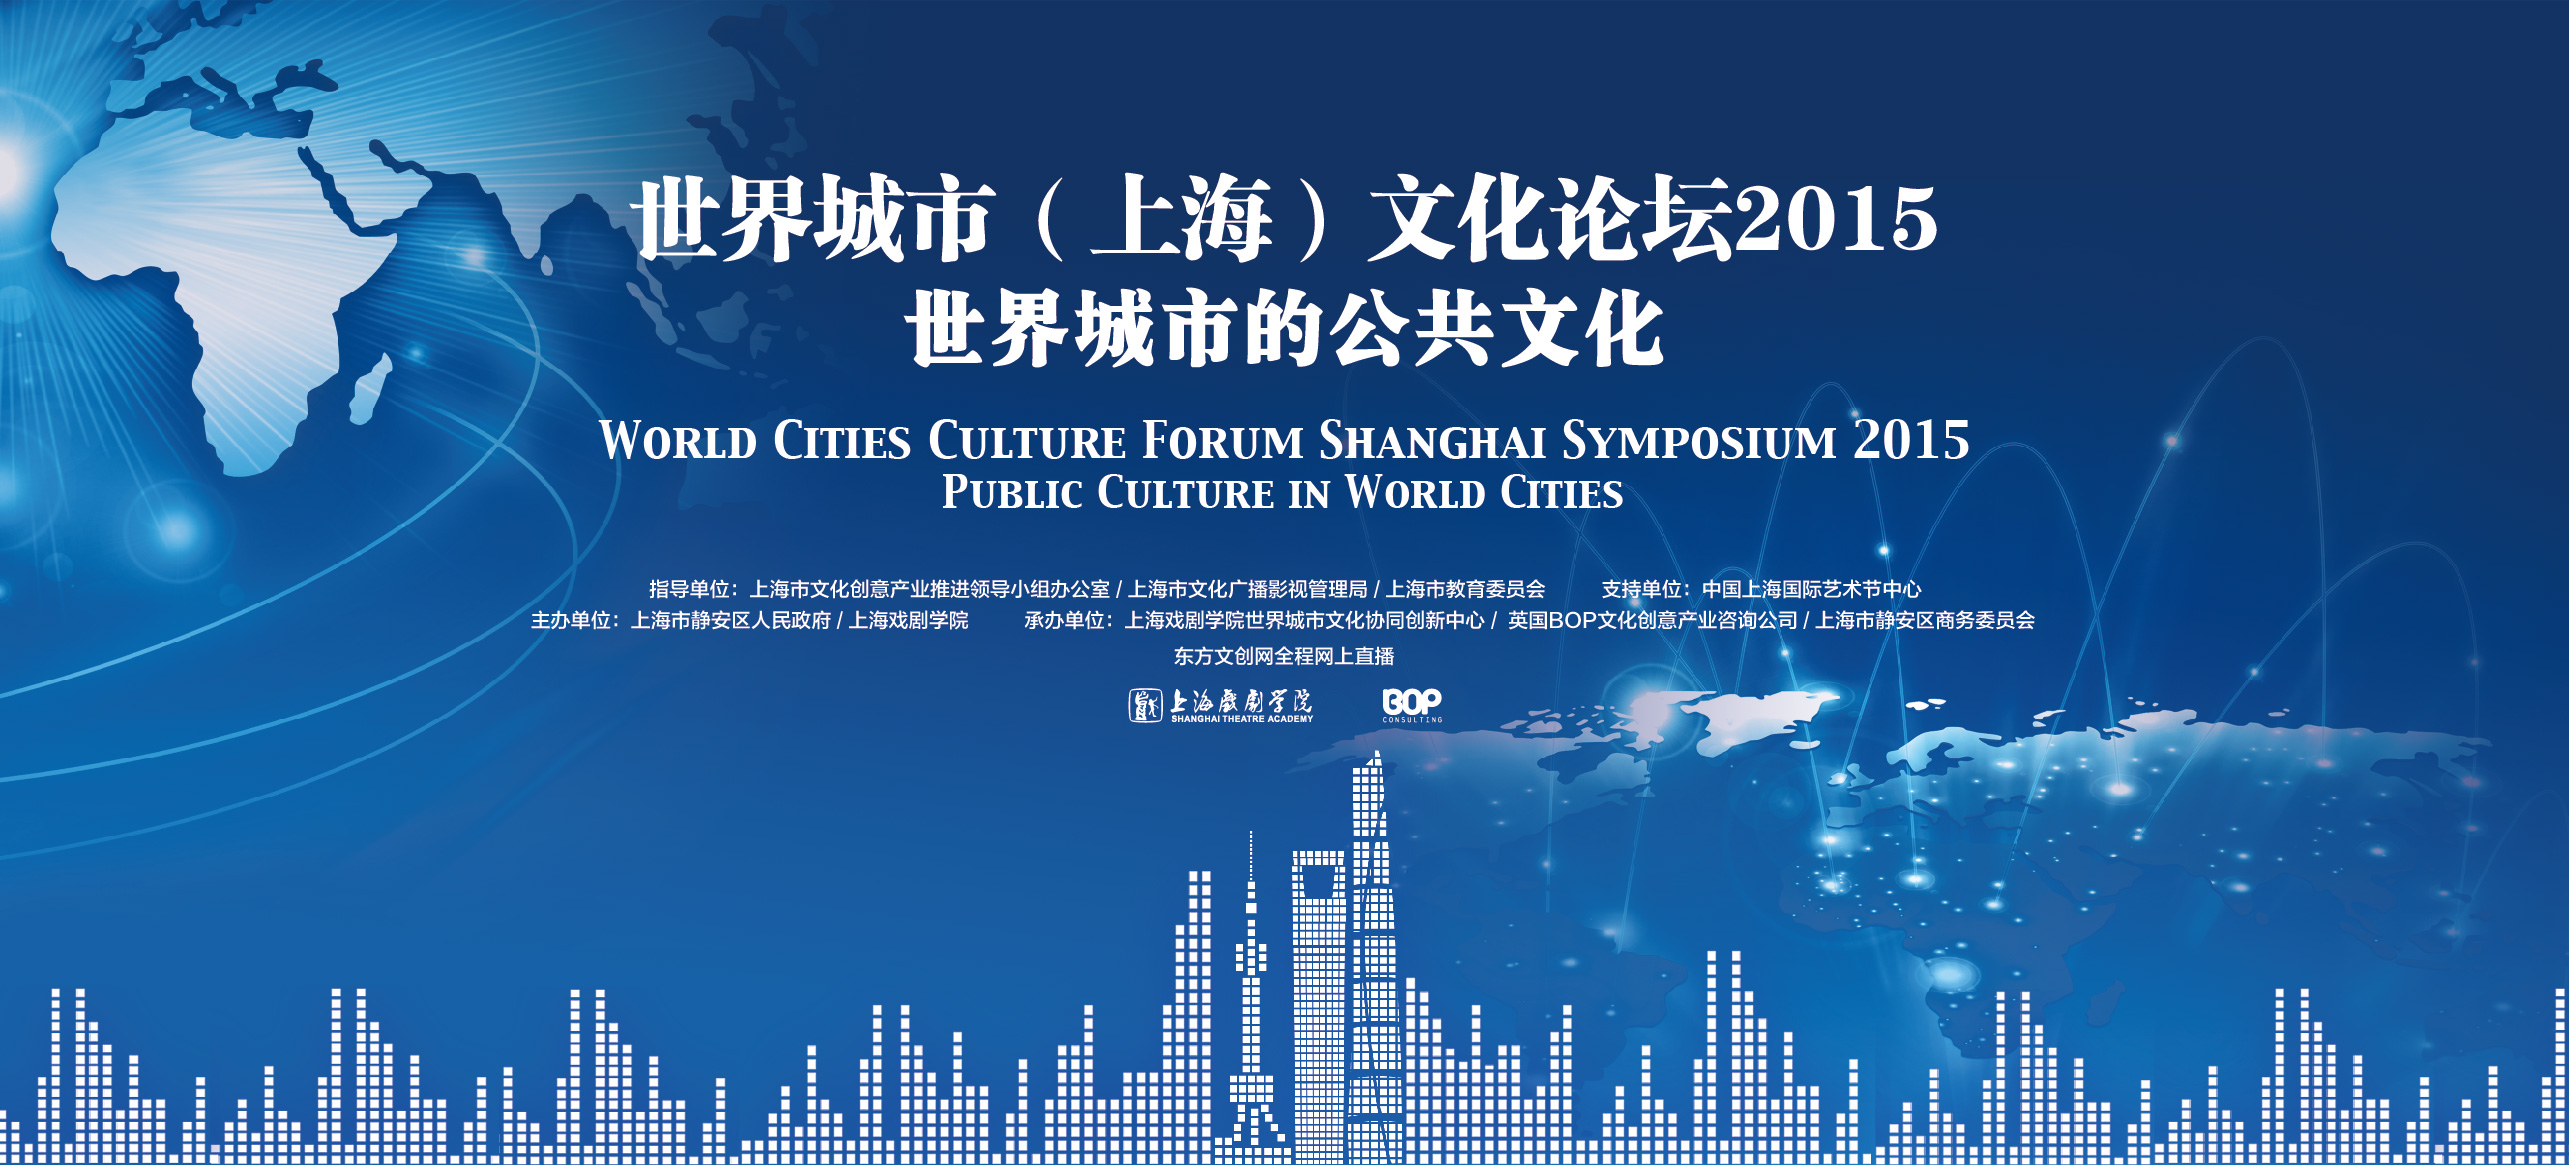 世界城市（上海）文化论坛2015
世界城市的公共文化
WORLD CITIES CULTURE FORUM SHANGHAI SYMPOSIUM 2015
PUBLIC CULTURE IN WORLD CITIES
指导单位：上海市文化创意产业推进领导小组办公室 / 上海市文化广播影视管理局 / 上海市教育委员会 支持单位：中国上海国际艺术节中心
主办单位：上海市静安区人民政府 / 上海戏剧学院 承办单位：上海戏剧学院世界城市文化协同创新中心 / 英国BOP文化创意产业咨询公司 / 上海市静安区商务委员会
东方文创网全程网上直播
上海戲劇学院 BOP
SHANGHAI THEATRE ACADEMY CONSULTING